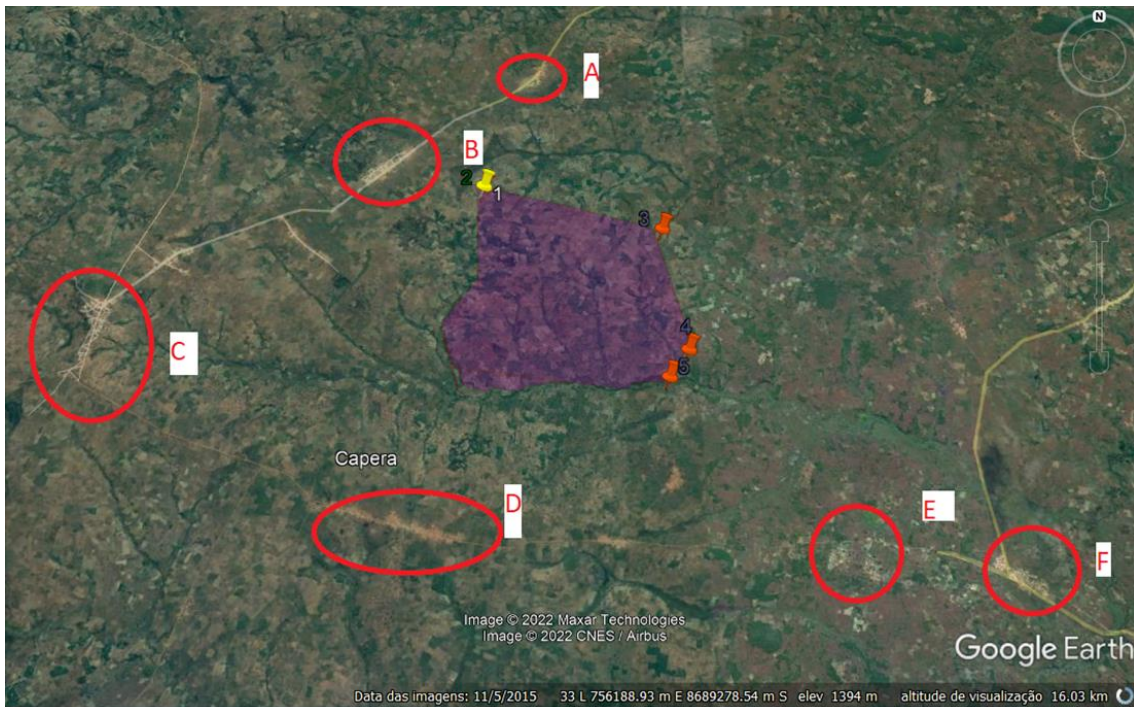 N
A
B
2
1
3
4
C
5
Capera
D
E
F
Image © 2022 Maxar Technologies
Image © 2022 CNES / Airbus
Google Earth
Data das imagens: 11/5/2015 33 L 756188.93 m E 8689278.54 m S elev 1394 m altitude de visualização 16.03 km